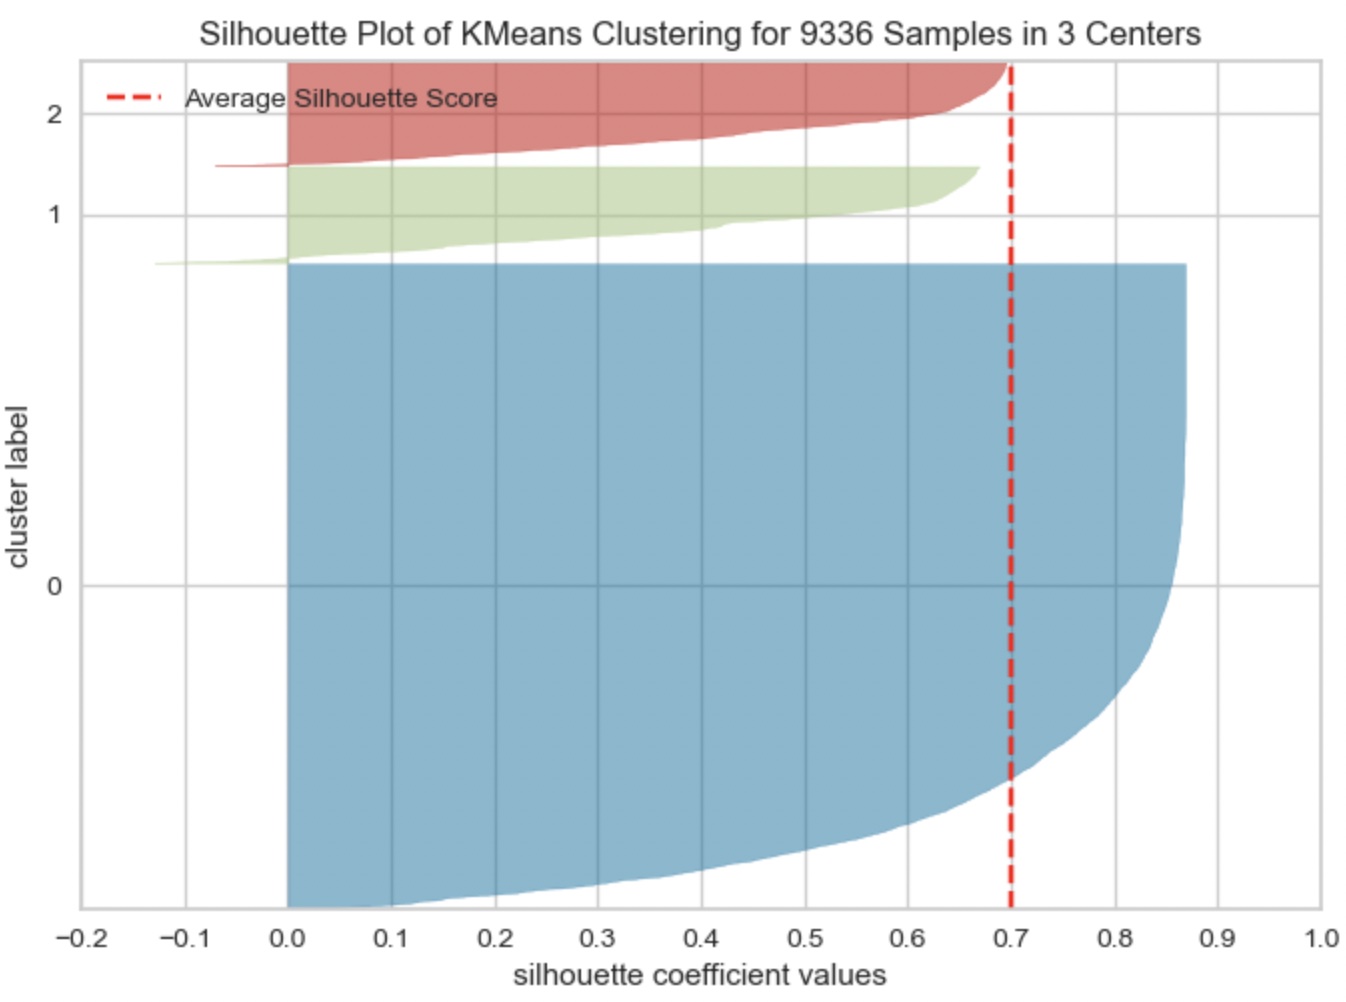 Silhouette Plot of KMeans Clustering for 9336 Samples in 3 Centers
Average Silhouette Score
2
1
0
cluster label
−0.2 −0.1 0.0 0.1 0.2 0.3 0.4 0.5 0.6 0.7 0.8 0.9 1.0
silhouette coefficient values